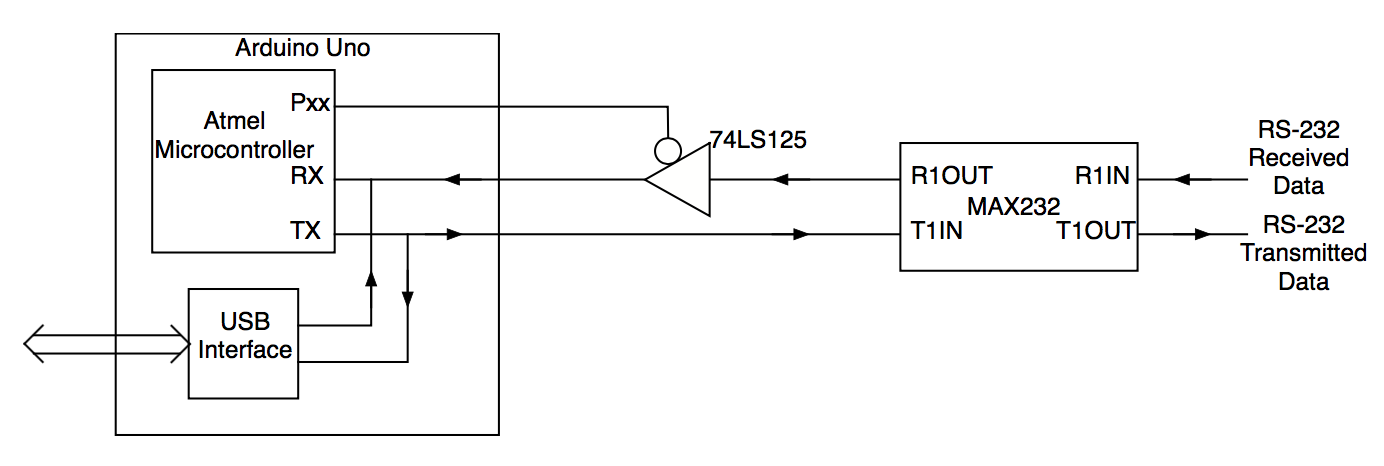 Arduino Uno
Pxx
Atmel
Microcontroller
RX
TX
USB
Interface
74LS125
R1OUT
R1IN
MAX232
T1IN
T1OUT
RS-232
Received
Data
RS-232
Transmitted
Data